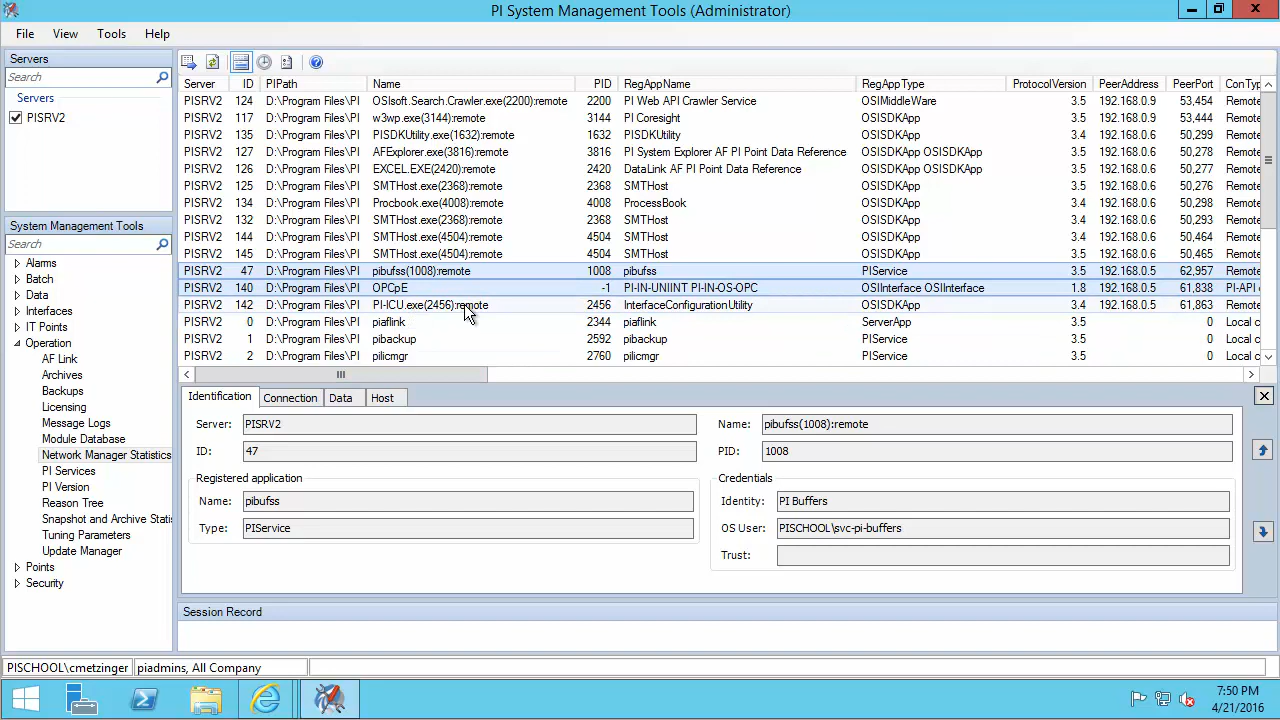 PI System Management Tools (Administrator)
File View Tools Help
Servers
Search
Servers
PISRV2
System Management Tools
Search
Alarms
Batch
Data
Interfaces
IT Points
Operation
AF Link
Archives
Backups
Licensing
Message Logs
Module Database
Network Manager Statistics
PI Services
PI Version
Reason Tree
Snapshot and Archive Stati
Tuning Parameters
Update Manager
Points
Security
Server ID PIPath Name PID RegAppName RegAppType ProtocolVersion PeerAddress PeerPort ConTy
PISRV2 124 D:\Program Files\PI OSIsoft.Search.Crawler.exe(2200):remote 2200 PI Web API Crawler Service OSIMiddleWare 3.5 192.168.0.9 53,454 Remote
PISRV2 117 D:\Program Files\PI w3wp.exe(3144):remote 3144 PI Coresight OSISDKApp 3.5 192.168.0.9 53,444 Remote
PISRV2 135 D:\Program Files\PI PISDKUtility.exe(1632):remote 1632 PISDKUtility OSISDKApp 3.4 192.168.0.6 50,299 Remote
PISRV2 127 D:\Program Files\PI AFExplorer.exe(3816):remote 3816 PI System Explorer AF PI Point Data Reference OSISDKApp OSISDKApp 3.5 192.168.0.6 50,278 Remote
PISRV2 126 D:\Program Files\PI EXCEL.EXE(2420):remote 2420 DataLink AF PI Point Data Reference OSISDKApp OSISDKApp 3.5 192.168.0.6 50,277 Remote
PISRV2 125 D:\Program Files\PI SMTHost.exe(2368):remote 2368 SMTHost OSISDKApp 3.5 192.168.0.6 50,276 Remote
PISRV2 134 D:\Program Files\PI Procbook.exe(4008):remote 4008 ProcessBook OSISDKApp 3.4 192.168.0.6 50,298 Remote
PISRV2 132 D:\Program Files\PI SMTHost.exe(2368):remote 2368 SMTHost OSISDKApp 3.4 192.168.0.6 50,293 Remote
PISRV2 144 D:\Program Files\PI SMTHost.exe(4504):remote 4504 SMTHost OSISDKApp 3.5 192.168.0.6 50,464 Remote
PISRV2 145 D:\Program Files\PI SMTHost.exe(4504):remote 4504 SMTHost OSISDKApp 3.4 192.168.0.6 50,465 Remote
PISRV2 47 D:\Program Files\PI pibufss(1008):remote 1008 pibufss PIService 3.5 192.168.0.5 62,957 Remote
PISRV2 140 D:\Program Files\PI OPCpE -1 PI-IN-UNIINT PI-IN-OS-OPC OSIInterface OSIInterface 1.8 192.168.0.5 61,838 PI-API c
PISRV2 142 D:\Program Files\PI PI-ICU.exe(2456):remote 2456 InterfaceConfigurationUtility OSISDKApp 3.4 192.168.0.5 61,863 Remote
PISRV2 0 D:\Program Files\PI piaflink 2344 piaflink ServerApp 3.5 0 Local c
PISRV2 1 D:\Program Files\PI pibackup 2592 pibackup PIService 3.5 0 Local c
PISRV2 2 D:\Program Files\PI pilicmgr 2760 pilicmgr PIService 3.5 0 Local c
Identification Connection Data Host
Server: PISRV2 Name: pibufss(1008):remote
ID: 47 PID: 1008
Registered application Credentials
Name: pibufss Identity: PI Buffers
Type: PIService OS User: PISCHOOL\svc-pi-buffers
Trust:
Session Record
PISCHOOL\cmetzinger piadmins, All Company
7:50 PM
4/21/2016